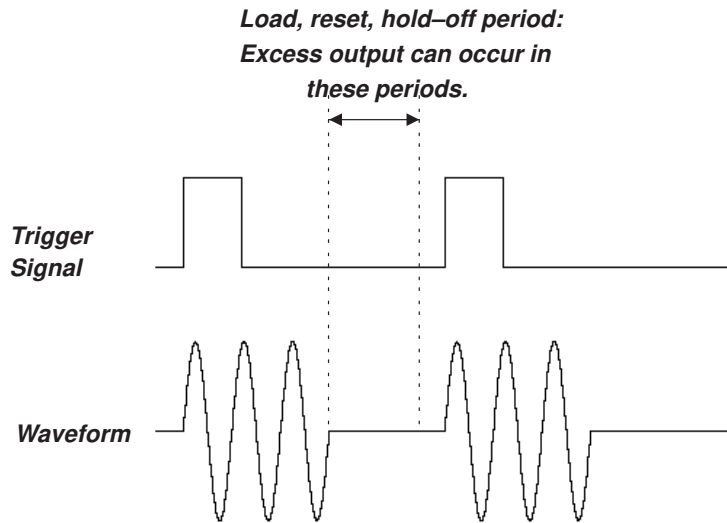 Load, reset, hold–off period:
Excess output can occur in
these periods.
Trigger
Signal
Waveform